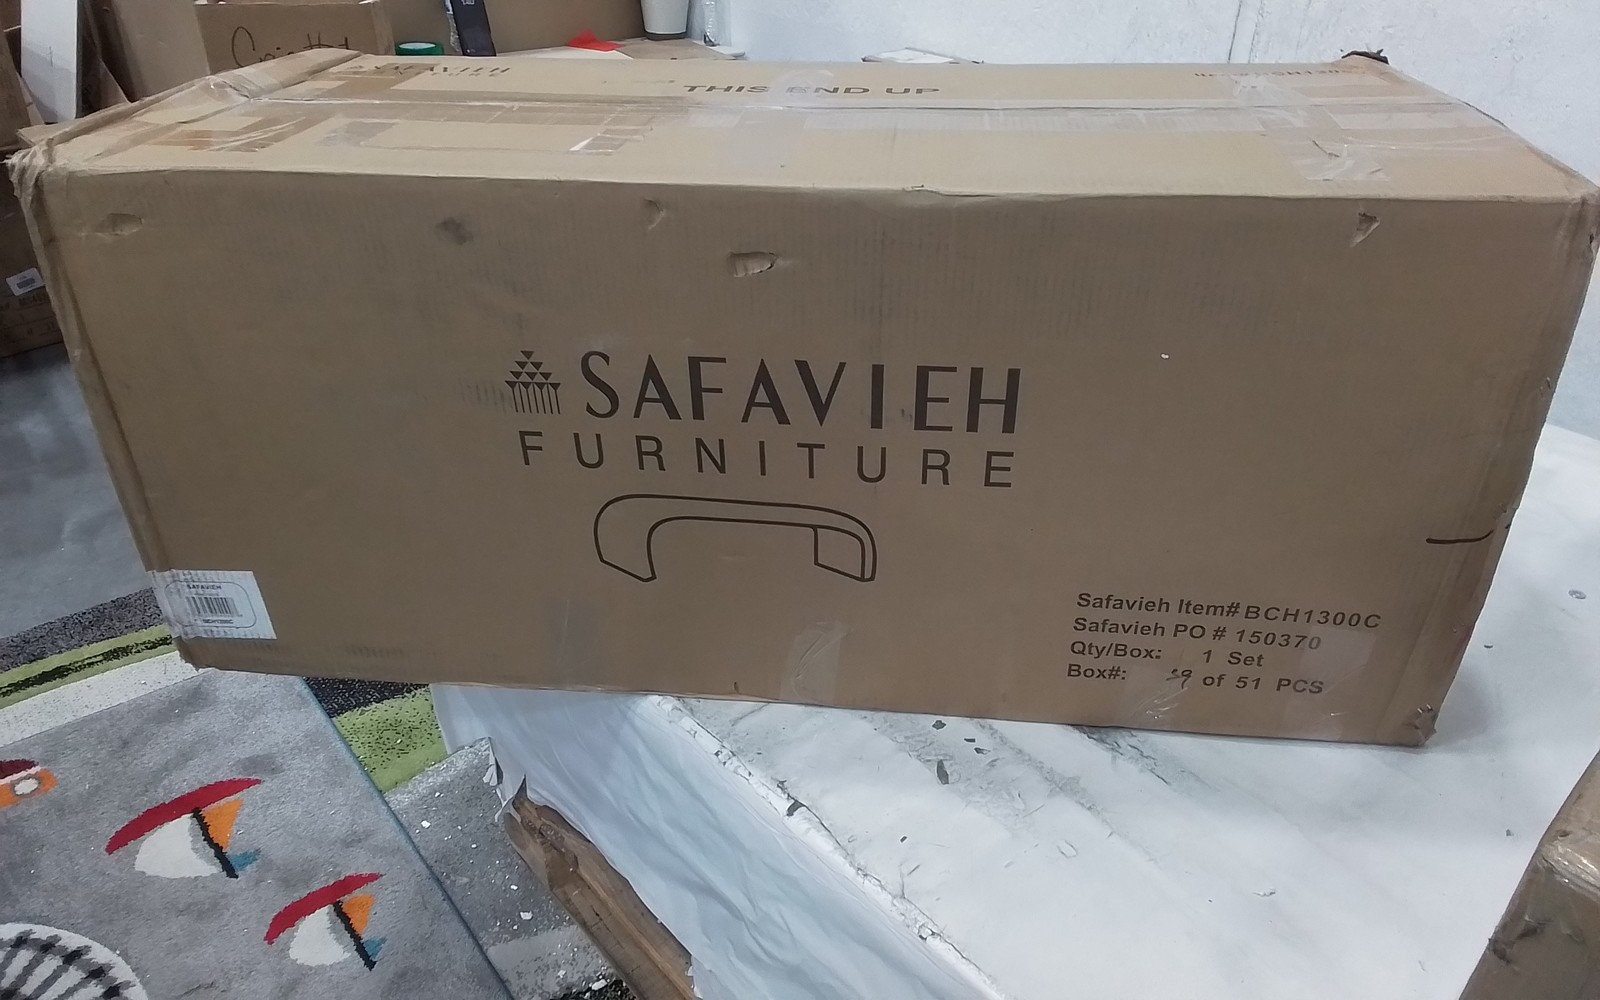 THIS END UP
SAFAVIEH
FURNITURE
Safavieh Item# BCH1300C
Safavieh PO # 150370
Qty/Box: 1 Set
Box#: of 51 PCS
SAFAVIEH
BCH1300C